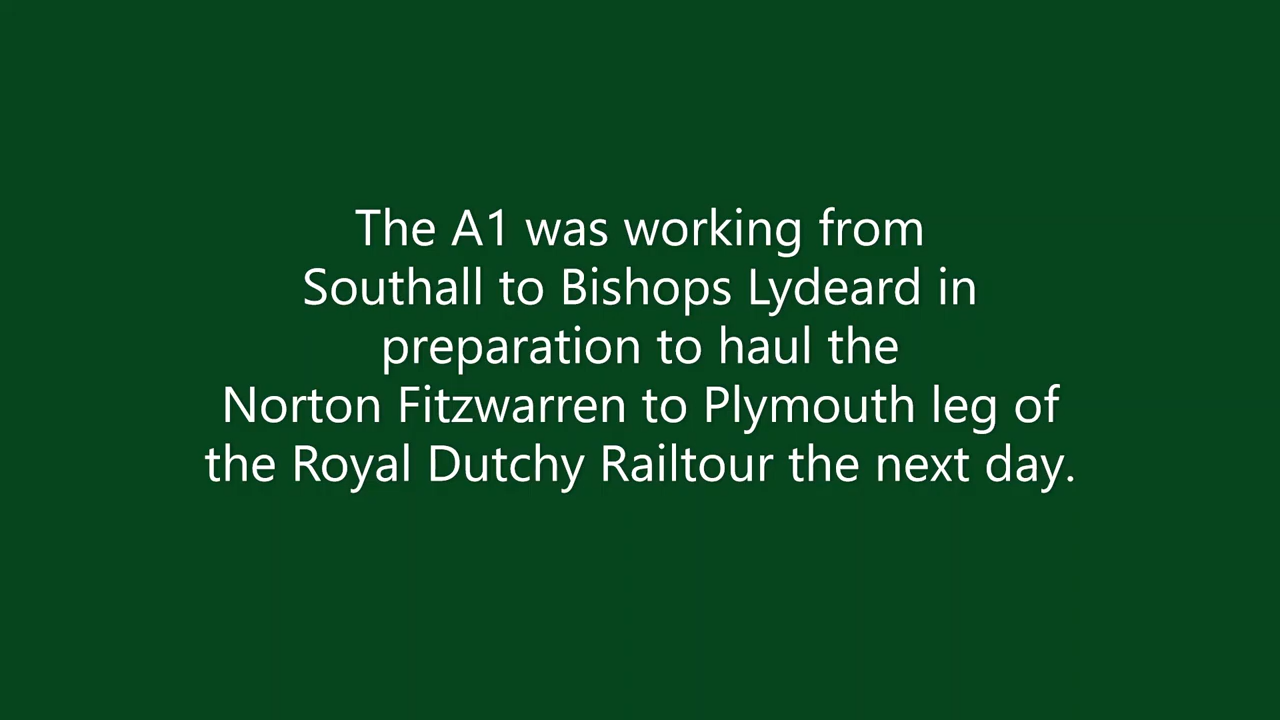 The A1 was working from
Southall to Bishops Lydeard in
preparation to haul the
Norton Fitzwarren to Plymouth leg of
the Royal Dutchy Railtour the next day.